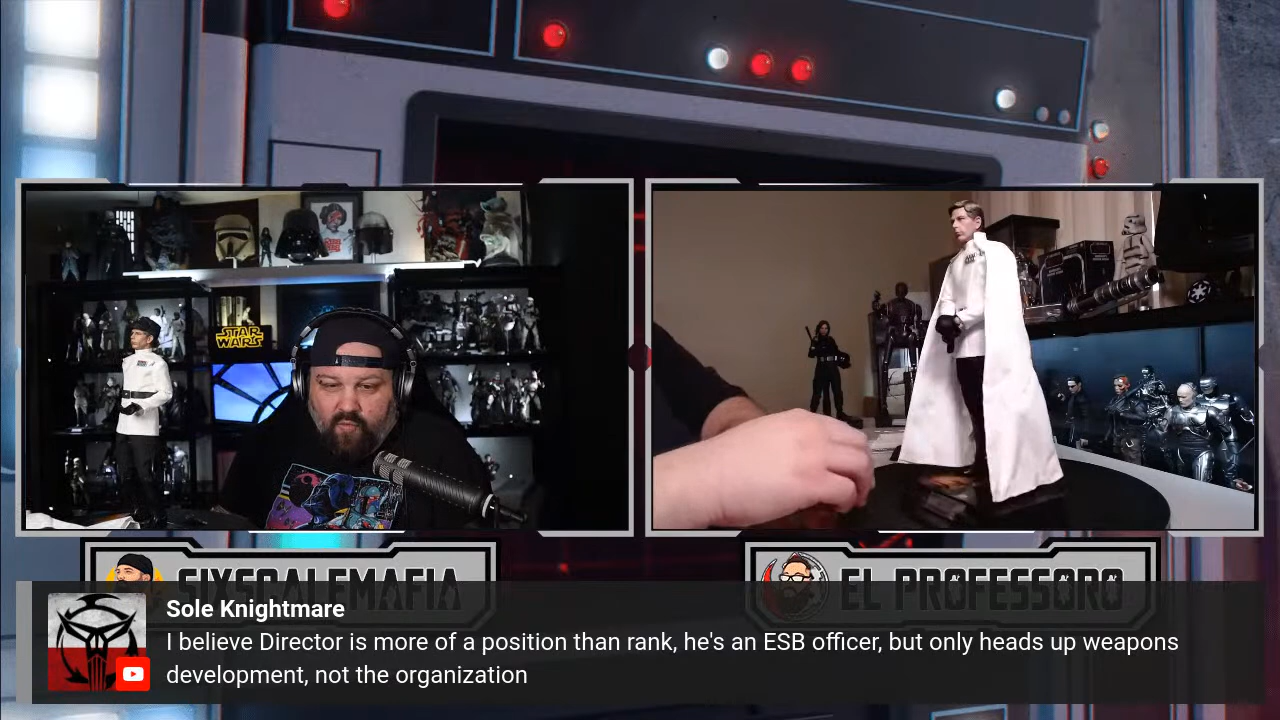 STAR
WARS
SIXSCALEMAFIA
EL PROFESSORO
Sole Knightmare
I believe Director is more of a position than rank, he's an ESB officer, but only heads up weapons
development, not the organization